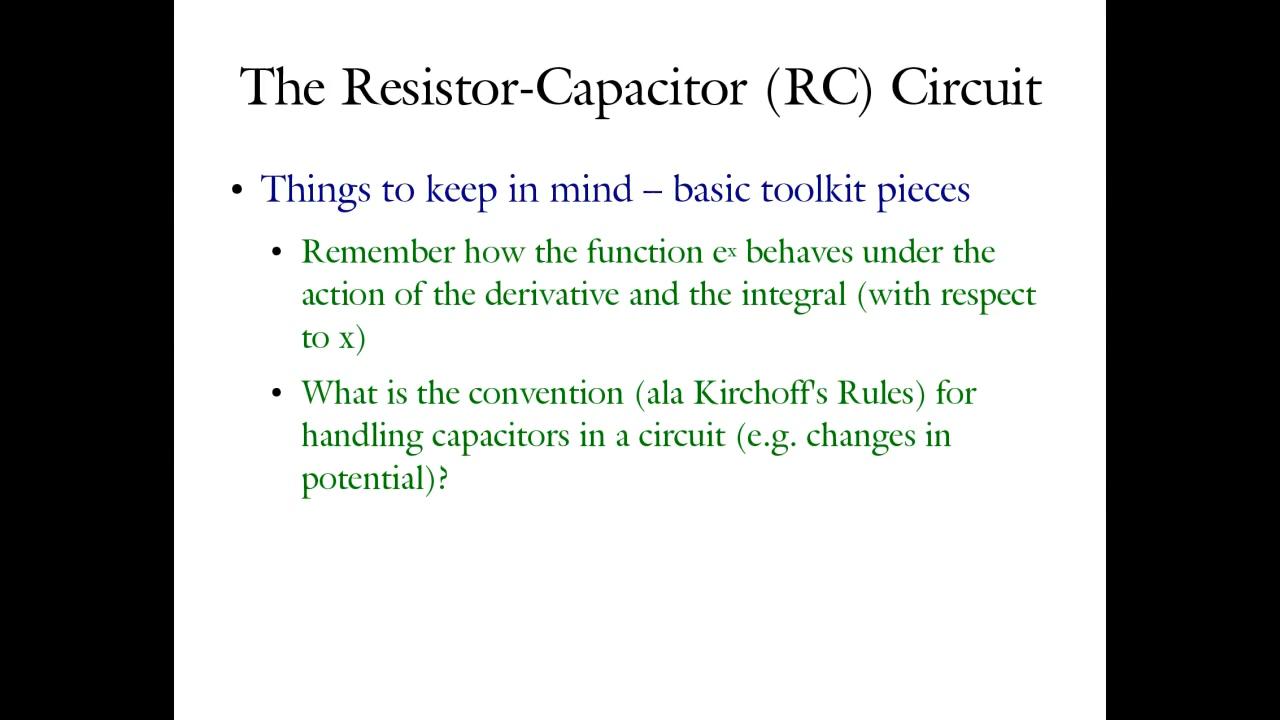 The Resistor-Capacitor (RC) Circuit
• Things to keep in mind – basic toolkit pieces
• Remember how the function eˣ behaves under the
action of the derivative and the integral (with respect
to x)
• What is the convention (ala Kirchoff's Rules) for
handling capacitors in a circuit (e.g. changes in
potential)?